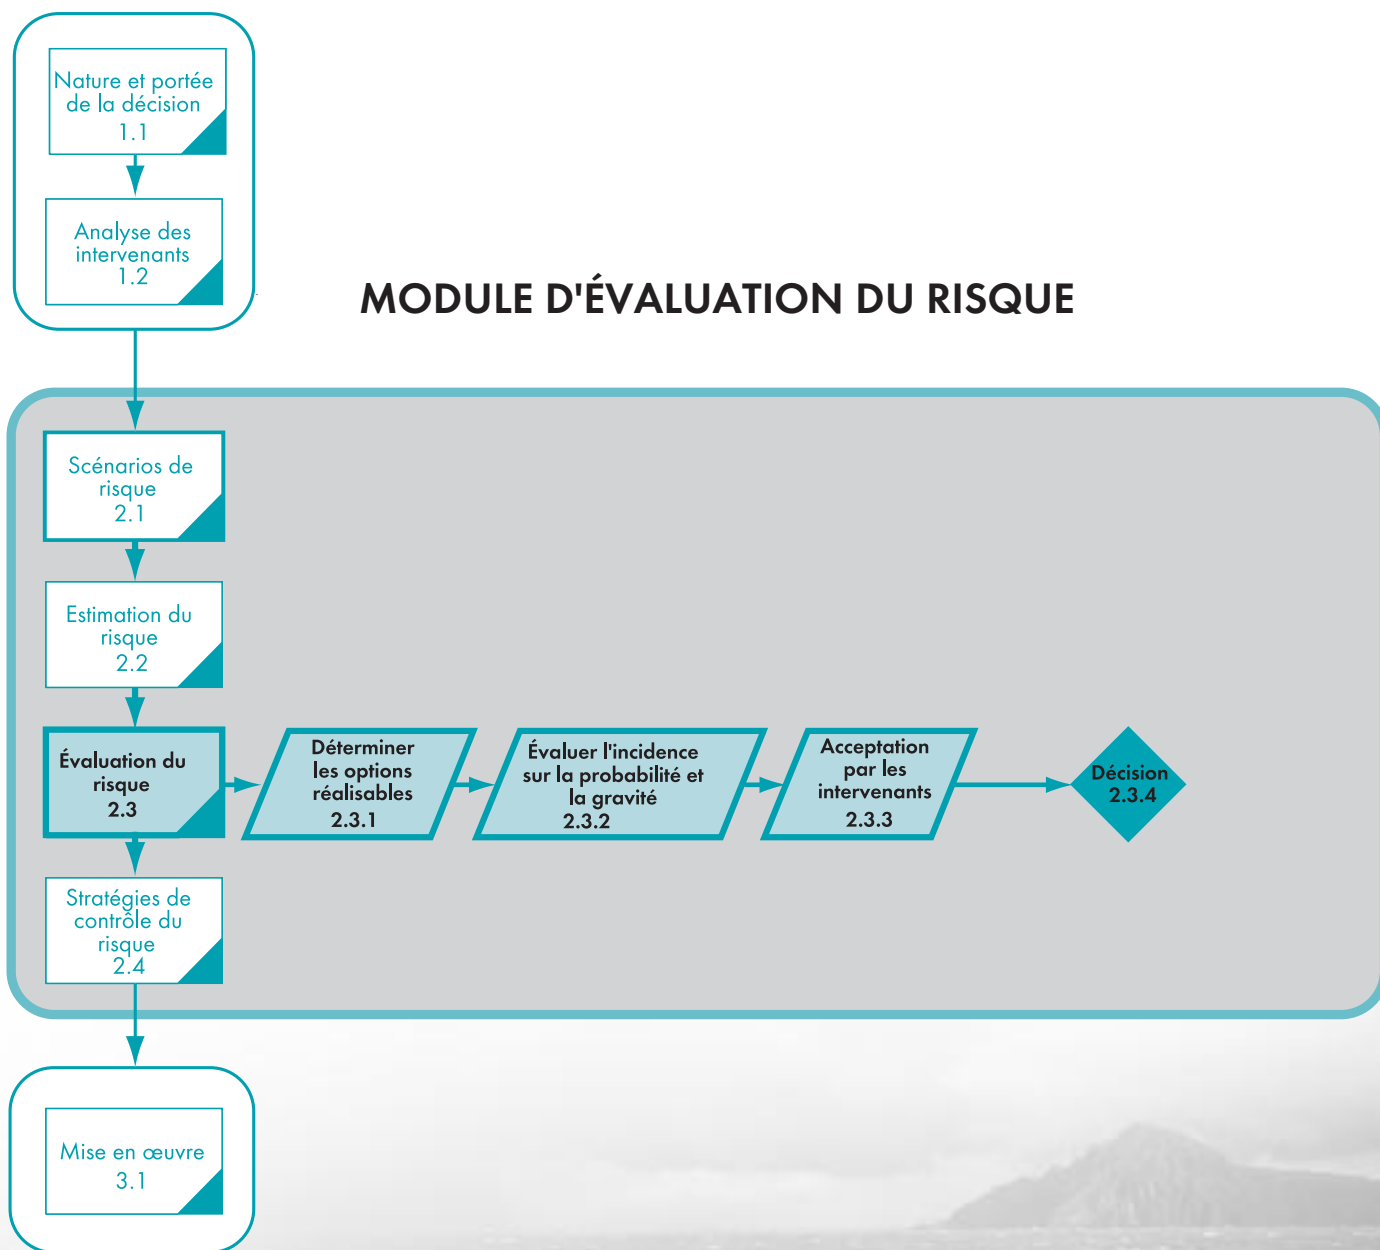 Nature et portée
de la décision
1.1
Analyse des
intervenants
1.2
MODULE D'ÉVALUATION DU RISQUE
Scénarios de
risque
2.1
Estimation du
risque
2.2
Évaluation du
risque
2.3
Déterminer
les options
réalisables
2.3.1
Évaluer l'incidence
sur la probabilité et
la gravité
2.3.2
Acceptation
par les
intervenants
2.3.3
Décision
2.3.4
Stratégies de
contrôle du
risque
2.4
Mise en œuvre
3.1